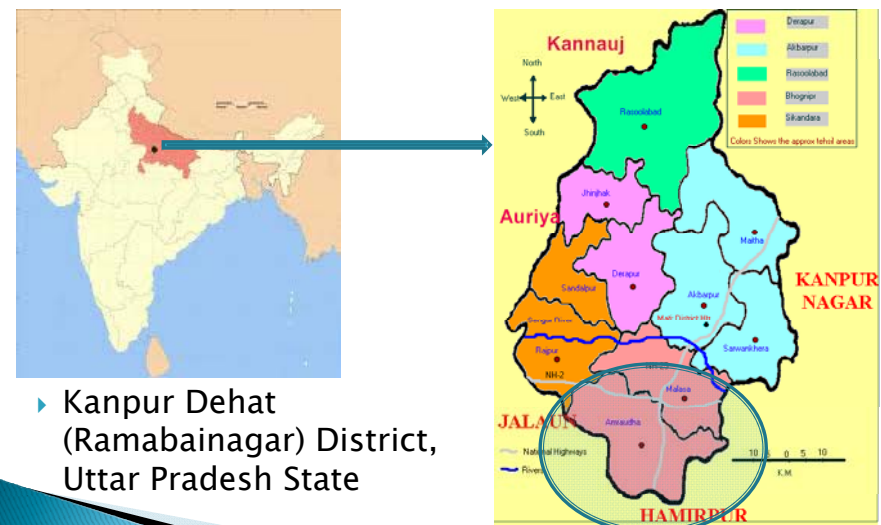 Kannauj
North
West
East
South
Derapur
Akbarpur
Rasoolabad
Bhognipr
Sikandara
Colors Shows the approx tehsil areas
Rasoolabad
Jhinjhak
Auriya
Maitha
Derapur
Sandalpur
Akbarpur
KANPUR
NAGAR
Sarwankhera
Rajpur
NH-2
Malasa
JALAUN
Amraudha
National Highways
Rivers
10
0
5
10
K.M.
HAMIRPUR
Kanpur Dehat
(Ramabainagar) District,
Uttar Pradesh State